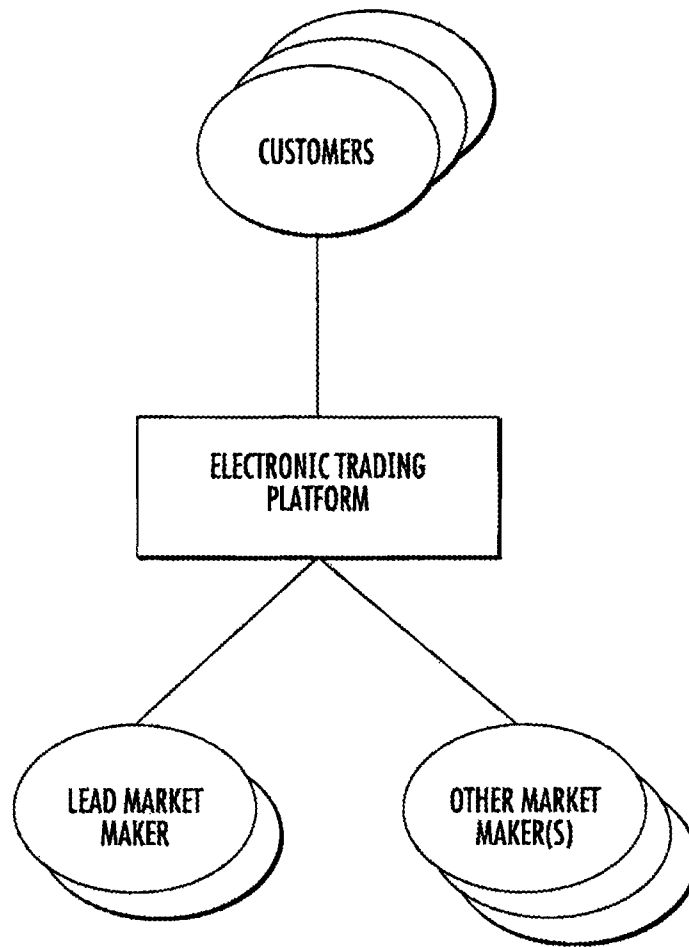 CUSTOMERS
ELECTRONIC TRADING
PLATFORM
LEAD MARKET
MAKER
OTHER MARKET
MAKER(S)